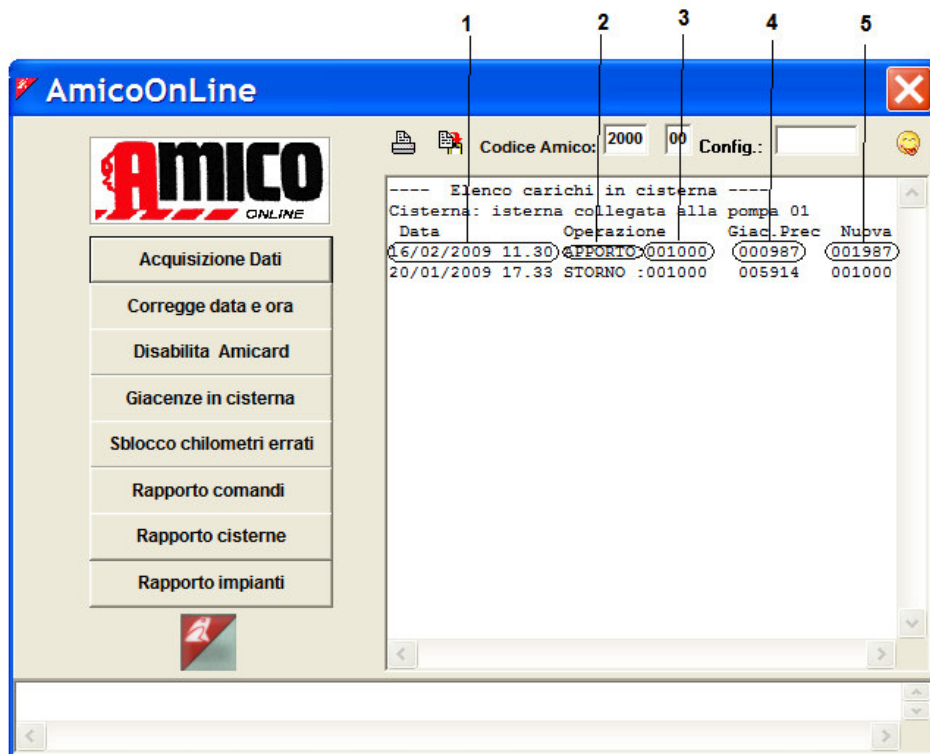 1 2 3 4 5
AmicoOnLine
Amico
ONLINE
Codice Amico: 2000 00 Config.:
---- Elenco carichi in cisterna ----
Cisterna: isterna collegata alla pompa 01
Data Operazione Giac.Prec Nuova
16/02/2009 11.30 APPORTO:001000 000987 001987
20/01/2009 17.33 STORNO :001000 005914 001000
Acquisizione Dati
Corregge data e ora
Disabilita Amicard
Giacenze in cisterna
Sblocco chilometri errati
Rapporto comandi
Rapporto cisterne
Rapporto impianti